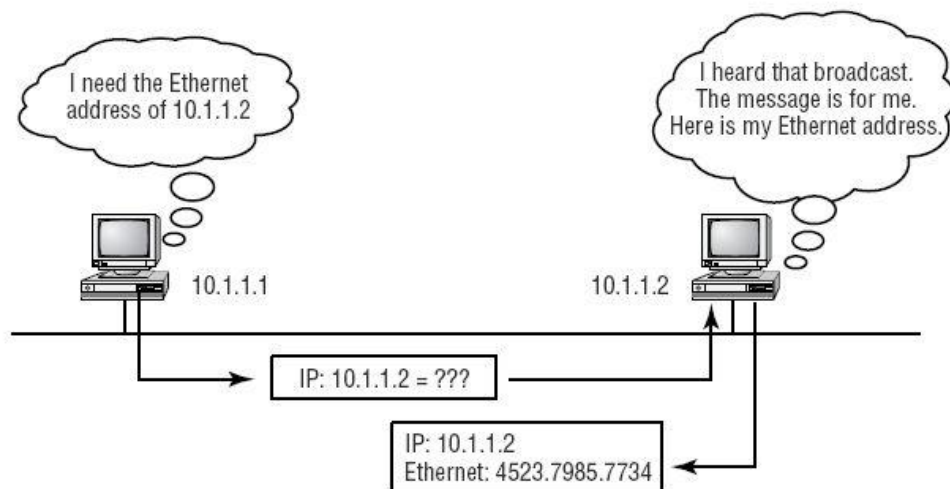 I need the Ethernet
address of 10.1.1.2
I heard that broadcast.
The message is for me.
Here is my Ethernet address.
10.1.1.1
10.1.1.2
IP: 10.1.1.2 = ???
IP: 10.1.1.2
Ethernet: 4523.7985.7734